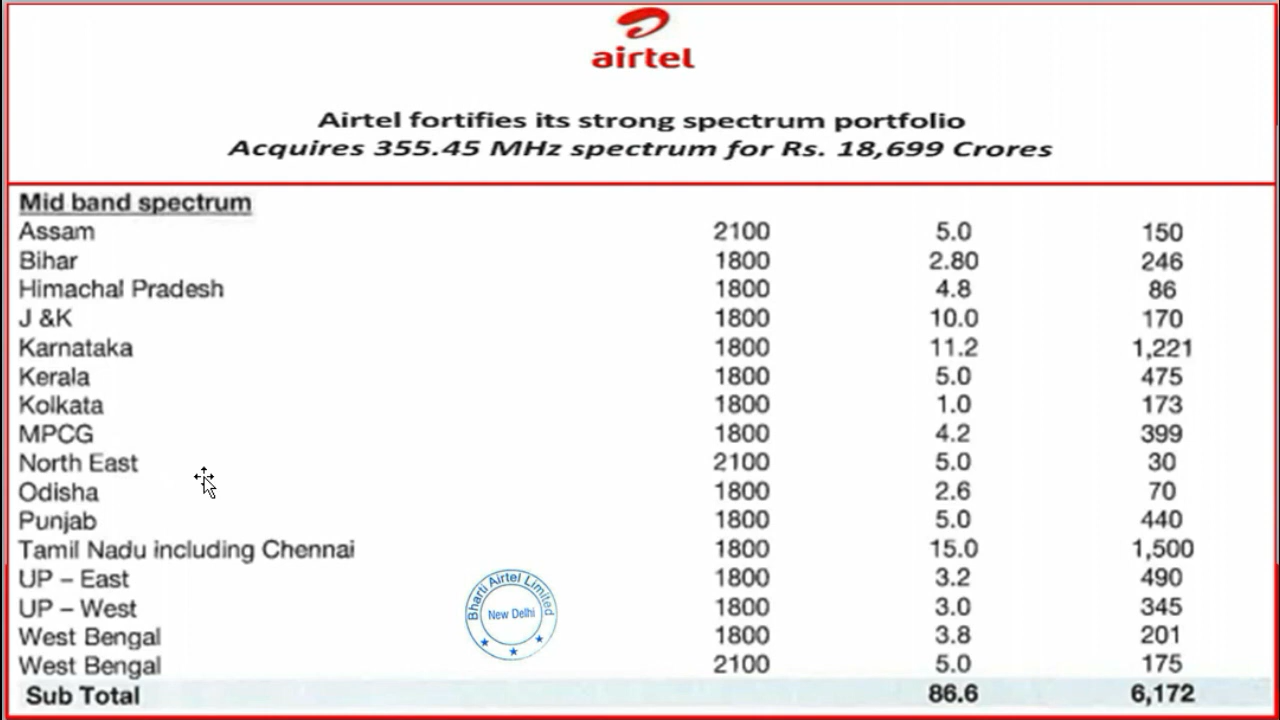 airtel
Airtel fortifies its strong spectrum portfolio
Acquires 355.45 MHz spectrum for Rs. 18,699 Crores
Mid band spectrum
Assam 2100 5.0 150
Bihar 1800 2.80 246
Himachal Pradesh 1800 4.8 86
J &K 1800 10.0 170
Karnataka 1800 11.2 1,221
Kerala 1800 5.0 475
Kolkata 1800 1.0 173
MPCG 1800 4.2 399
North East 2100 5.0 30
Odisha 1800 2.6 70
Punjab 1800 5.0 440
Tamil Nadu including Chennai 1800 15.0 1,500
UP – East 1800 3.2 490
UP – West 1800 3.0 345
West Bengal 1800 3.8 201
West Bengal 2100 5.0 175
Sub Total 86.6 6,172
Bharti Airtel Limited
New Delhi